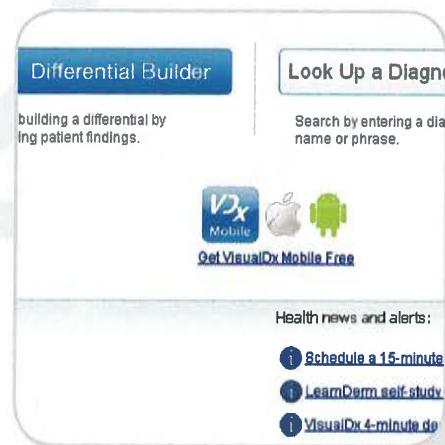 Differential Builder
building a differential by
ing patient findings.
Look Up a Diagno
Search by entering a dia
name or phrase.
VDx
Mobile
Get VisualDx Mobile Free
Health news and alerts:
Schedule a 15-minute
LearnDerm self-study
VisualDx 4-minute de